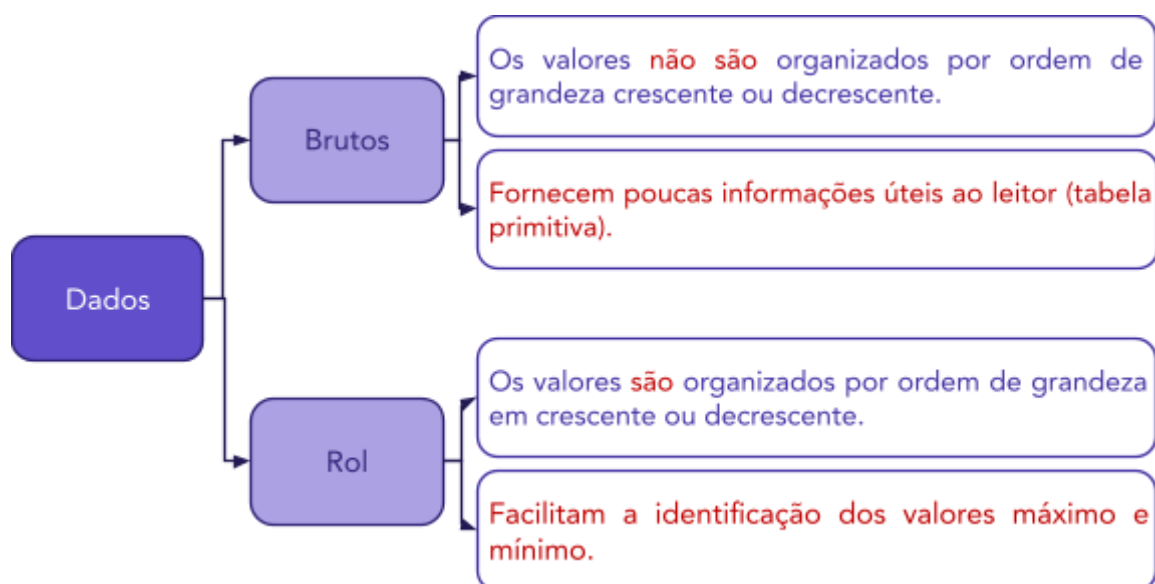 Os valores não são organizados por ordem de
grandeza crescente ou decrescente.
Brutos
Fornecem poucas informações úteis ao leitor (tabela
primitiva).
Dados
Os valores são organizados por ordem de grandeza
em crescente ou decrescente.
Rol
Facilitam a identificação dos valores máximo e
mínimo.